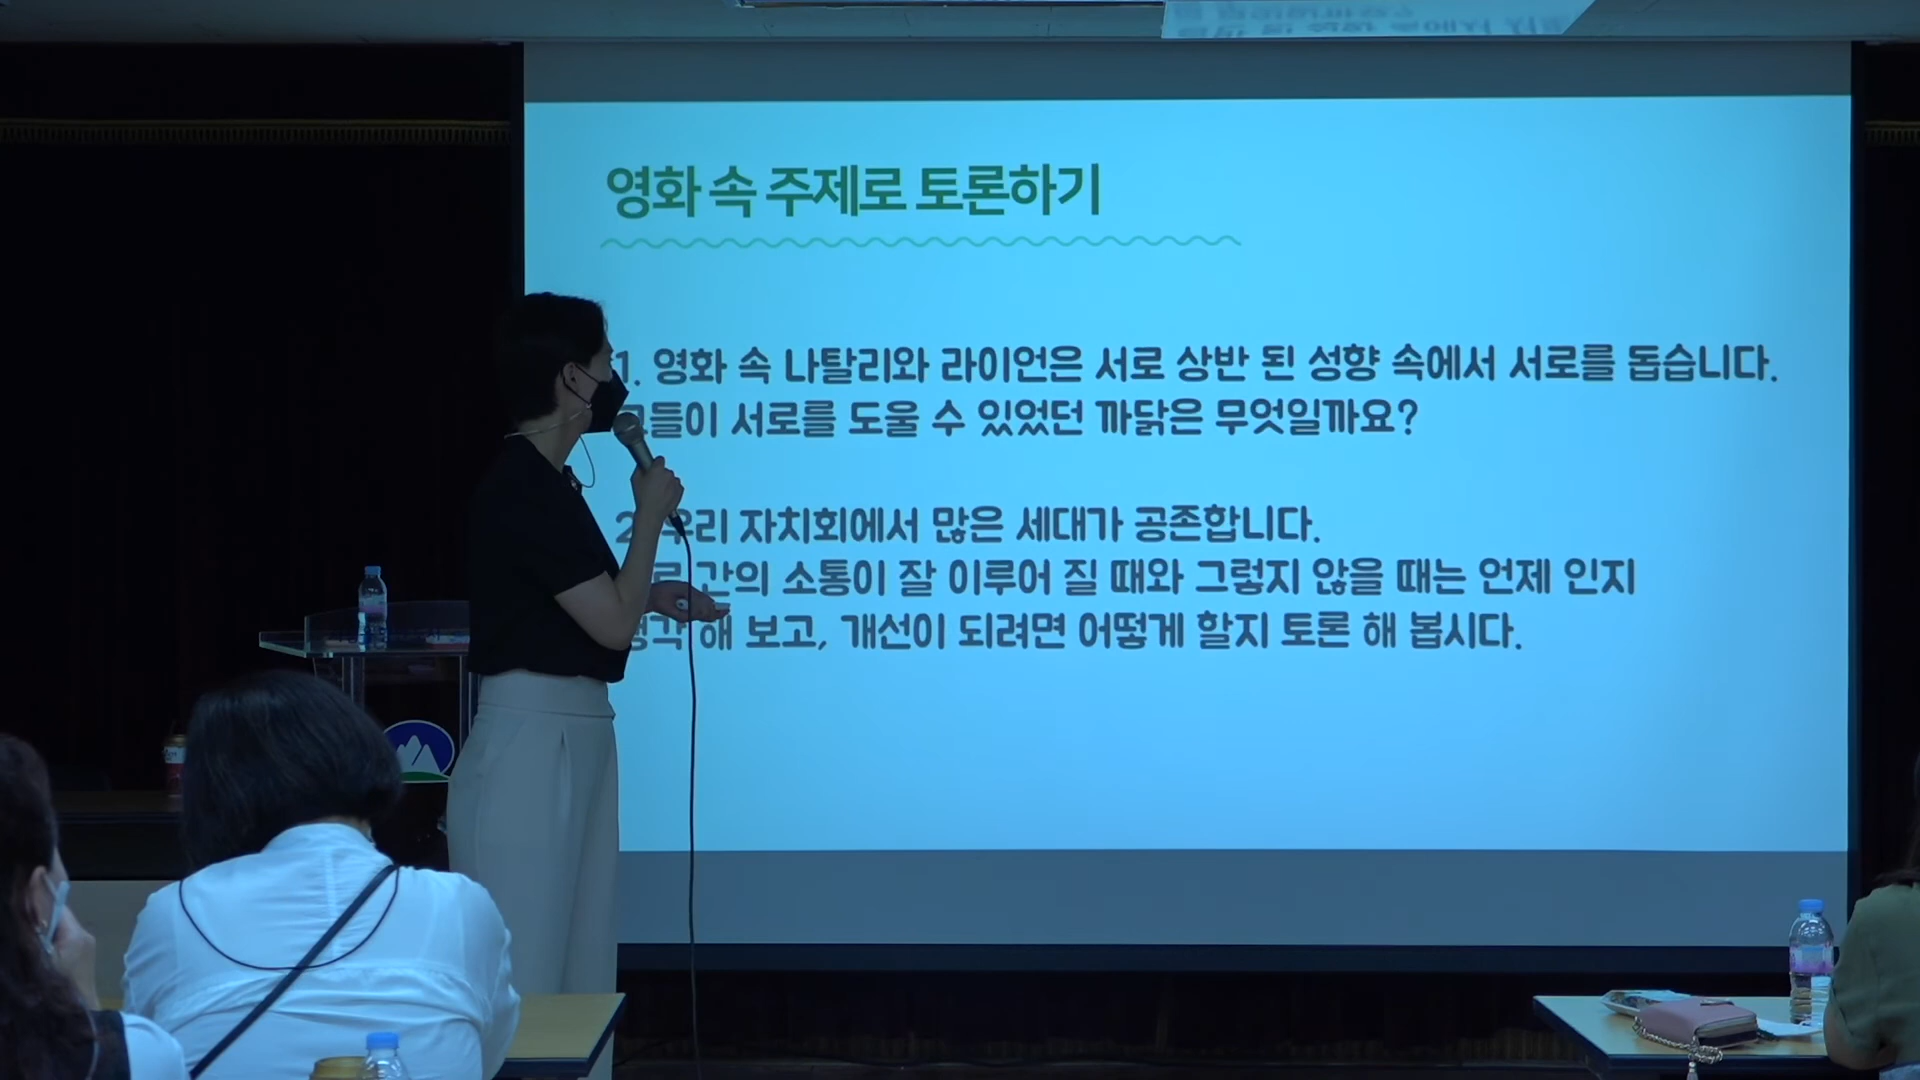 영화 속 주제로 토론하기
1. 영화 속 나탈리와 라이언은 서로 상반 된 성향 속에서 서로를 돕습니다.
서로를 도울 수 있었던 까닭은 무엇일까요?
2. 우리 자치회에서 많은 세대가 공존합니다.
간의 소통이 잘 이루어 질 때와 그렇지 않을 때는 언제 인지
생각 해 보고, 개선이 되려면 어떻게 할지 토론 해 봅시다.